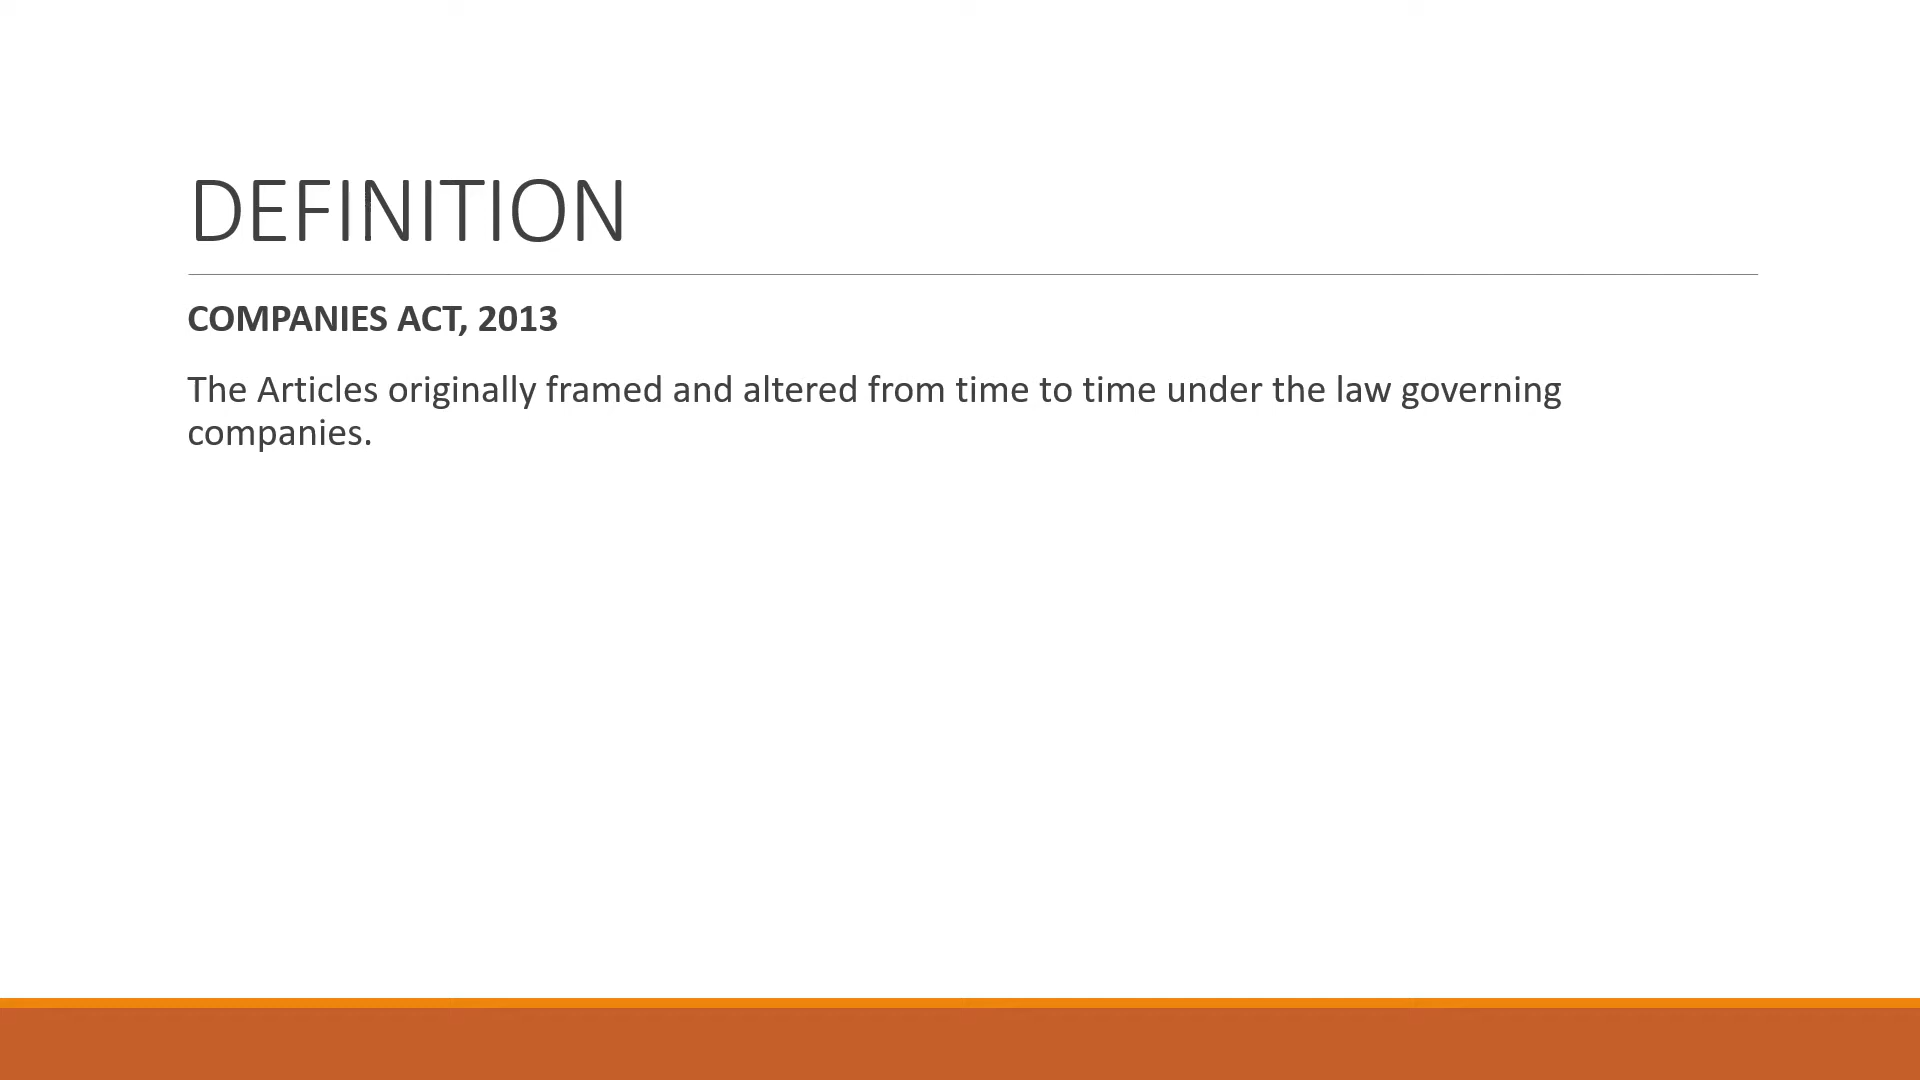 DEFINITION
COMPANIES ACT, 2013
The Articles originally framed and altered from time to time under the law governing
companies.